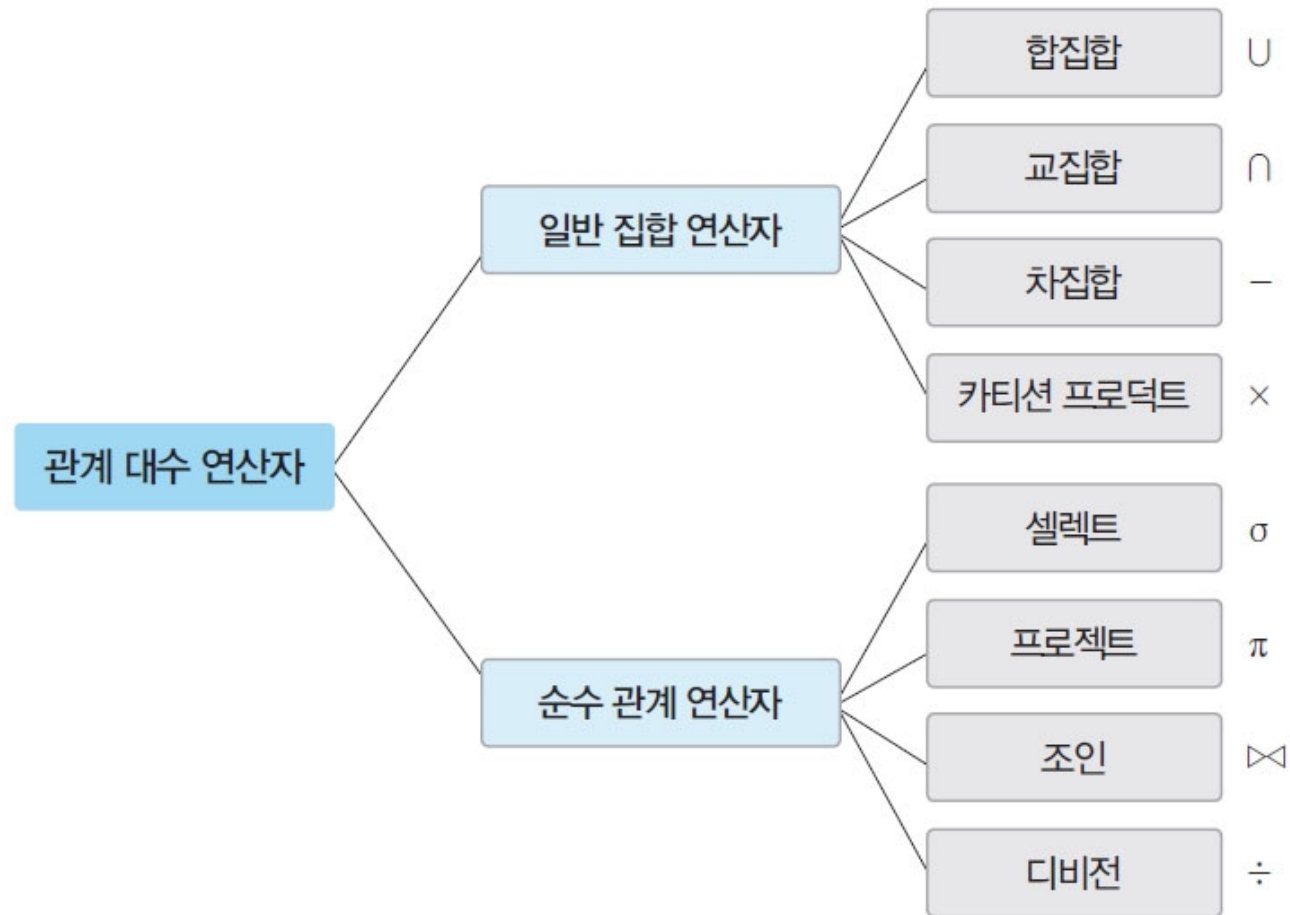 관계 대수 연산자
일반 집합 연산자
합집합 ∪
교집합 ∩
차집합 −
카티션 프로덕트 ×
순수 관계 연산자
셀렉트 σ
프로젝트 π
조인 ⋈
디비전 ÷